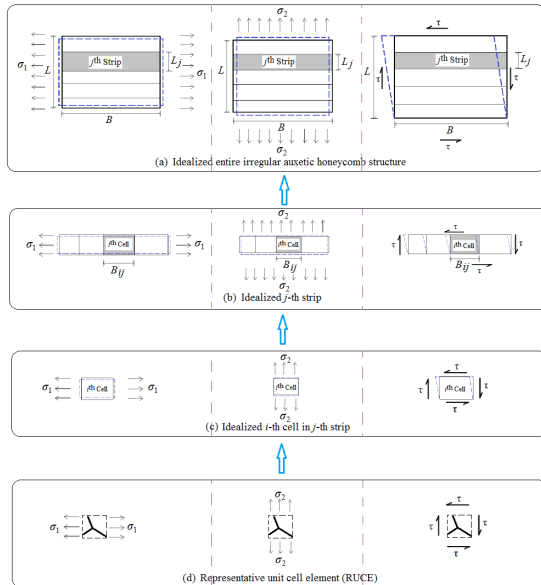 σ2
τ
σ1 L jth Strip Lj σ1 L jth Strip Lj L jth Strip Lj τ τ
B B B
σ2 τ
(a) Idealized entire irregular auxetic honeycomb structure
σ2 τ
σ1 ith Cell σ1 ith Cell τ ith Cell τ
Bij Bij Bij τ
σ2
(b) Idealized j-th strip
σ2 τ
σ1 ith Cell σ1 ith Cell τ ith Cell τ
σ2 τ
(c) Idealized i-th cell in j-th strip
σ2 τ
σ1 σ1 τ τ
σ2 τ
(d) Representative unit cell element (RUCE)